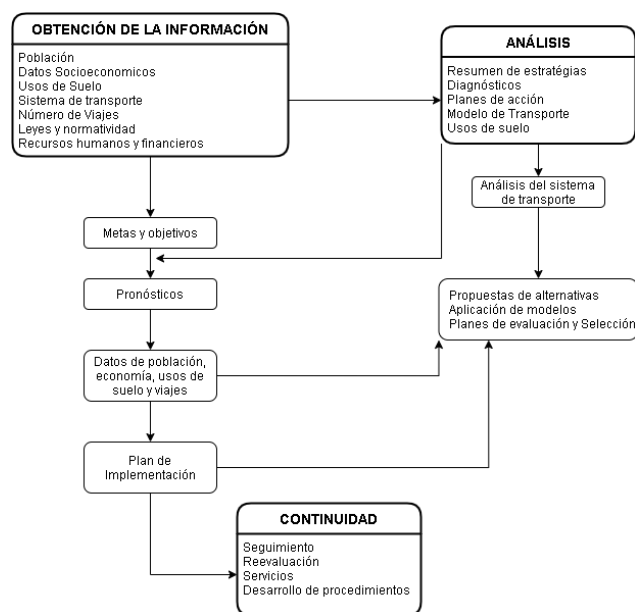 OBTENCIÓN DE LA INFORMACIÓN
Población
Datos Socioeconomicos
Usos de Suelo
Sistema de transporte
Número de Viajes
Leyes y normatividad
Recursos humanos y financieros
ANÁLISIS
Resumen de estratégias
Diagnósticos
Planes de acción
Modelo de Transporte
Usos de suelo
Análisis del sistema
de transporte
Metas y objetivos
Pronósticos
Propuestas de alternativas
Aplicación de modelos
Planes de evaluación y Selección
Datos de población,
economía, usos de
suelo y viajes
Plan de
Implementación
CONTINUIDAD
Seguimiento
Reevaluación
Servicios
Desarrollo de procedimientos